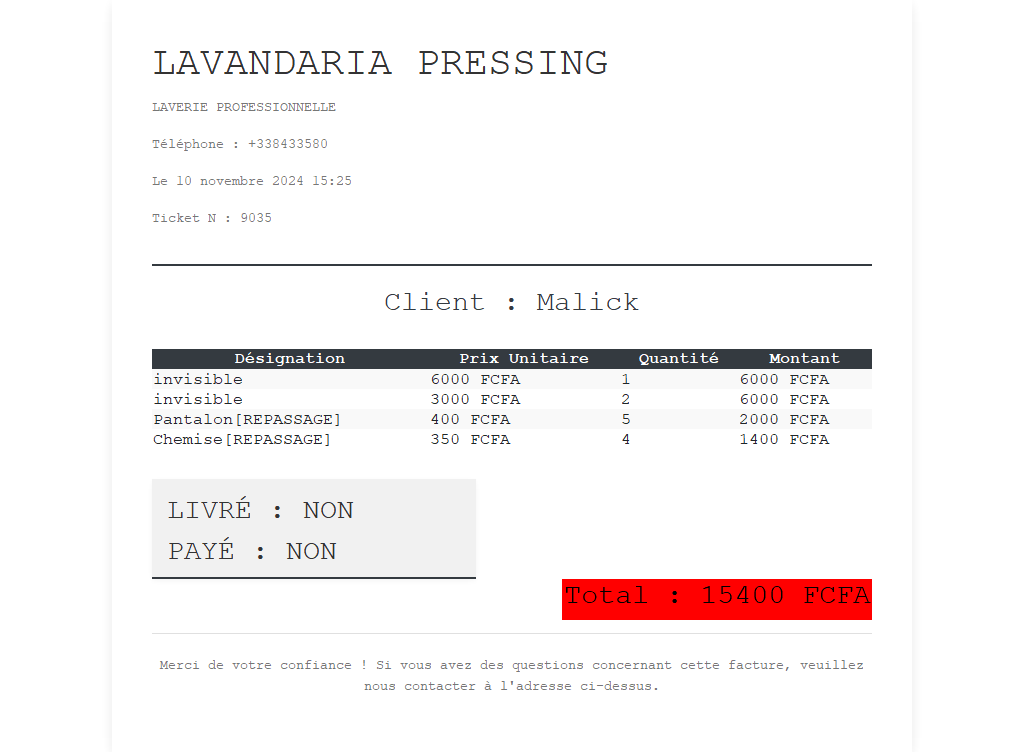 LAVANDARIA PRESSING
LAVERIE PROFESSIONNELLE
Téléphone : +338433580
Le 10 novembre 2024 15:25
Ticket N : 9035
Client : Malick
Désignation Prix Unitaire Quantité Montant
invisible 6000 FCFA 1 6000 FCFA
invisible 3000 FCFA 2 6000 FCFA
Pantalon[REPASSAGE] 400 FCFA 5 2000 FCFA
Chemise[REPASSAGE] 350 FCFA 4 1400 FCFA
LIVRÉ : NON
PAYÉ : NON
Total : 15400 FCFA
Merci de votre confiance ! Si vous avez des questions concernant cette facture, veuillez
nous contacter à l'adresse ci-dessus.